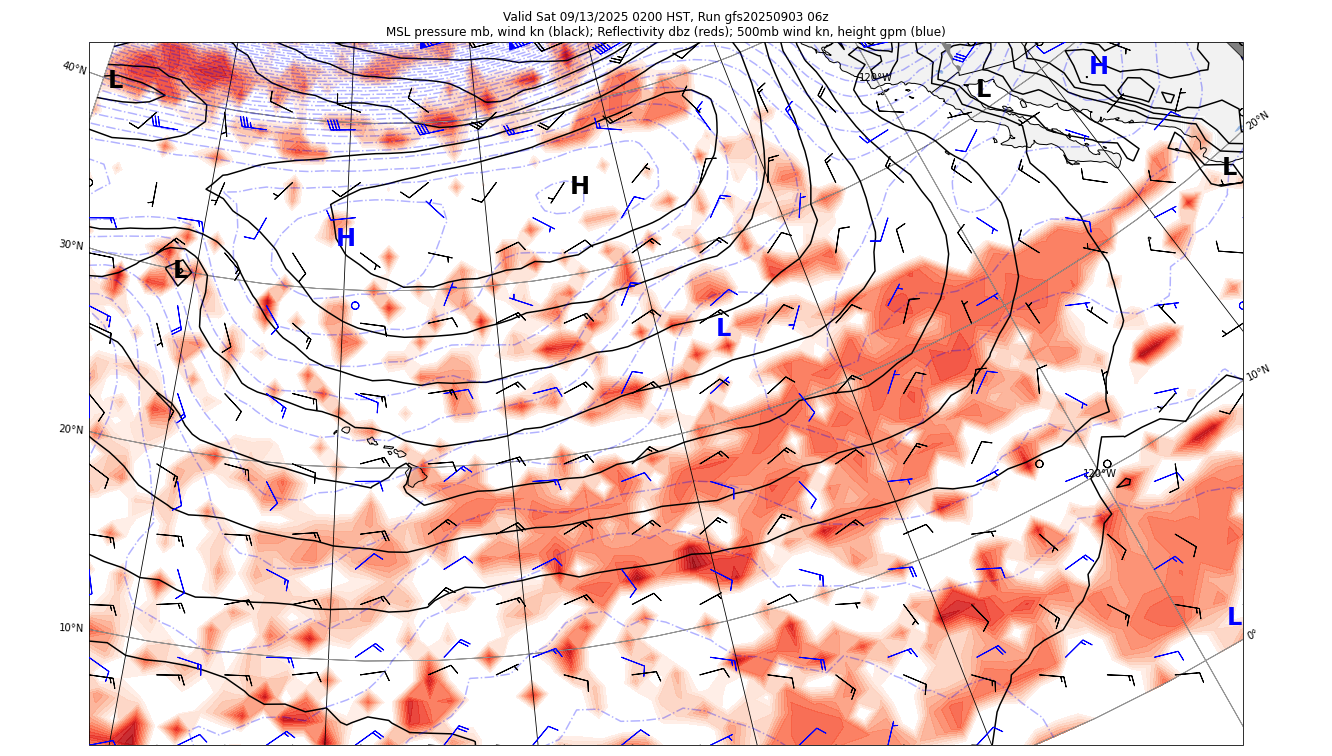 Valid Sat 09/13/2025 0200 HST, Run gfs20250903 06z
MSL pressure mb, wind kn (black); Reflectivity dbz (reds); 500mb wind kn, height gpm (blue)
40°N
L
120°W
L
H
20°N
L
H
H
30°N
L
L
10°N
20°N
120°W
10°N
L
0°